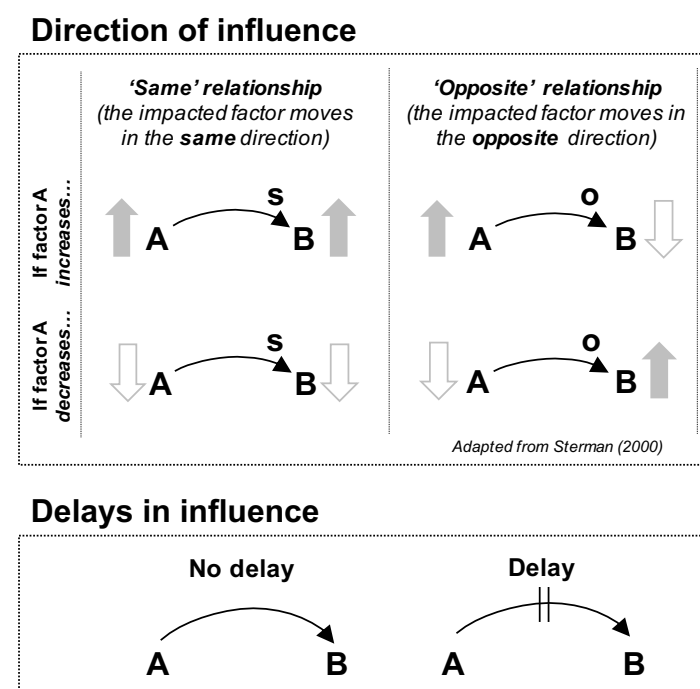 Direction of influence
'Same' relationship
(the impacted factor moves
in the same direction)
'Opposite' relationship
(the impacted factor moves in
the opposite direction)
If factor A
increases...
s
A
B
o
A
B
If factor A
decreases...
s
A
B
o
A
B
Adapted from Sterman (2000)
Delays in influence
No delay
Delay
A
B
A
B